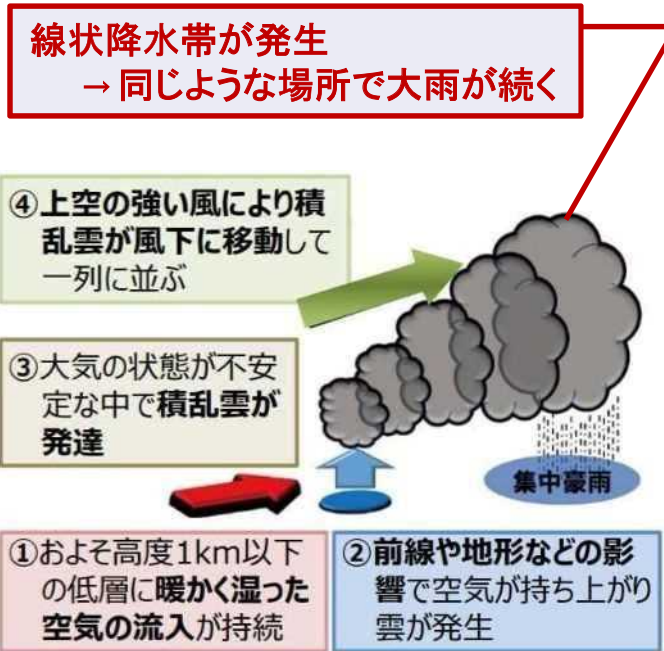 線状降水帯が発生
→ 同じような場所で大雨が続く
④上空の強い風により積
乱雲が風下に移動して
一列に並ぶ
③大気の状態が不安
定な中で積乱雲が
発達
集中豪雨
①およそ高度1km以下
の低層に暖かく湿った
空気の流入が持続
②前線や地形などの影
響で空気が持ち上がり
雲が発生